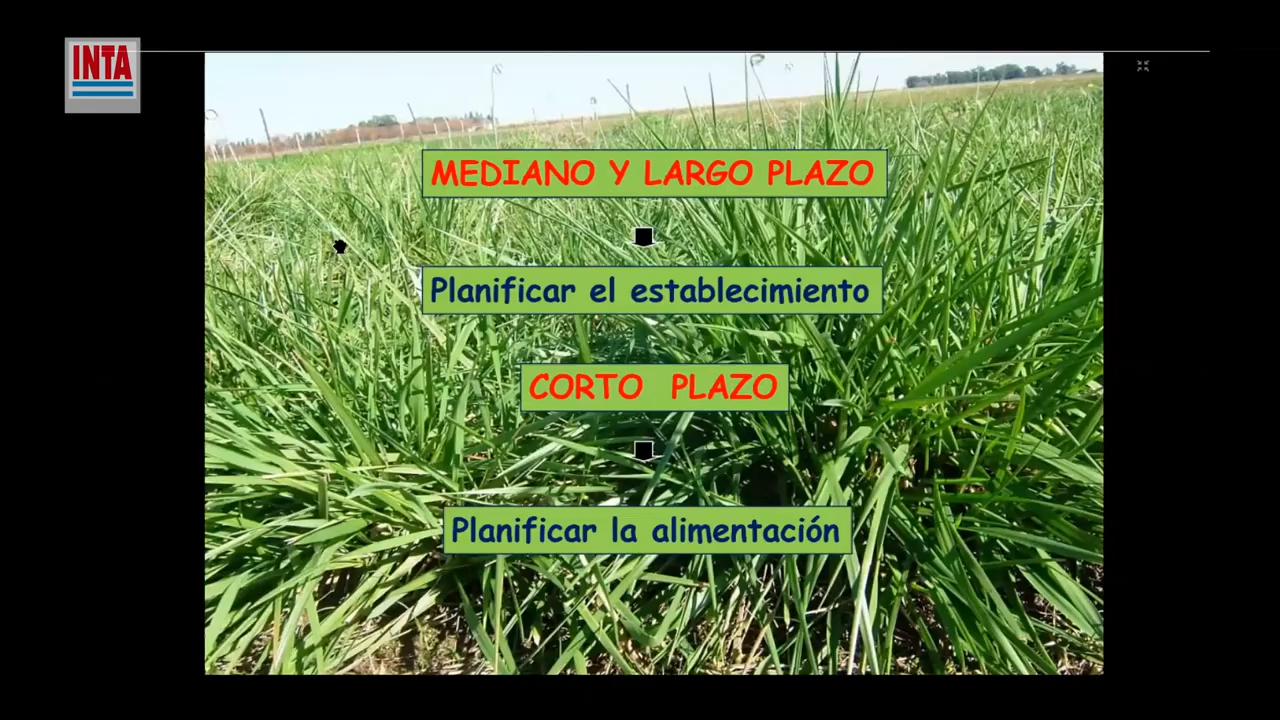 INTA
MEDIANO Y LARGO PLAZO
Planificar el establecimiento
CORTO PLAZO
Planificar la alimentación